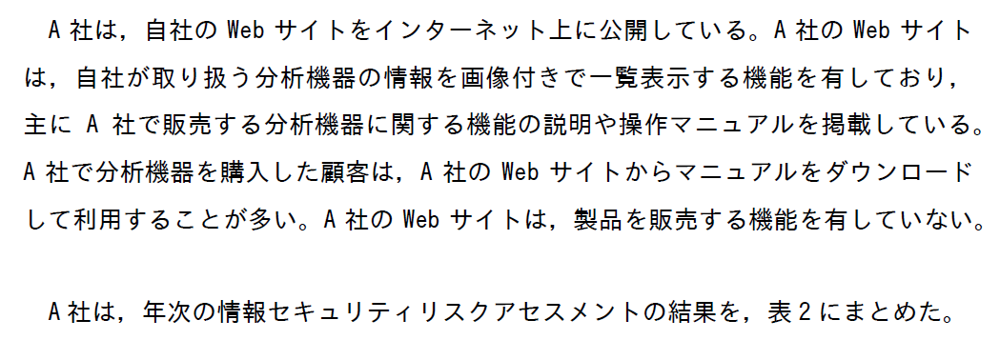 A 社は，自社の Web サイトをインターネット上に公開している。A 社の Web サイト
は，自社が取り扱う分析機器の情報を画像付きで一覧表示する機能を有しており，
主に A 社で販売する分析機器に関する機能の説明や操作マニュアルを掲載している。
A 社で分析機器を購入した顧客は，A 社の Web サイトからマニュアルをダウンロード
して利用することが多い。A 社の Web サイトは，製品を販売する機能を有していない。
A 社は，年次の情報セキュリティリスクアセスメントの結果を，表 2 にまとめた。